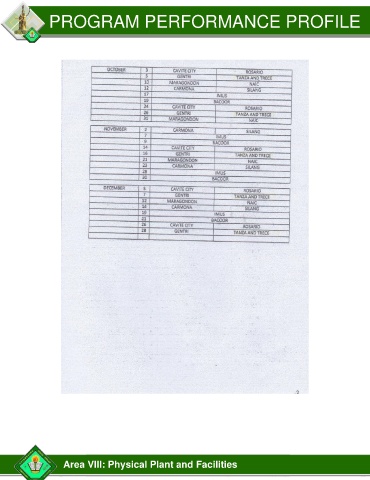 PROGRAM PERFORMANCE PROFILE
OCTOBER 3 CAVITE CITY ROSARIO
5 GENTRI TANZA AND TRECE
10 MARAGONDON NAIC
12 CARMONA SILANG
17 IMUS
19 BACOOR
24 CAVITE CITY ROSARIO
26 GENTRI TANZA AND TRECE
31 MARAGONDON NAIC
NOVEMBER 2 CARMONA SILANG
7 IMUS
9 BACOOR
14 CAVITE CITY ROSARIO
16 GENTRI TANZA AND TRECE
21 MARAGONDON NAIC
23 CARMONA SILANG
28 IMUS
30 BACOOR
DECEMBER 5 CAVITE CITY ROSARIO
7 GENTRI TANZA AND TRECE
12 MARAGONDON NAIC
14 CARMONA SILANG
19 IMUS
21 BACOOR
26 CAVITE CITY ROSARIO
28 GENTRI TANZA AND TRECE
Area VIII: Physical Plant and Facilities